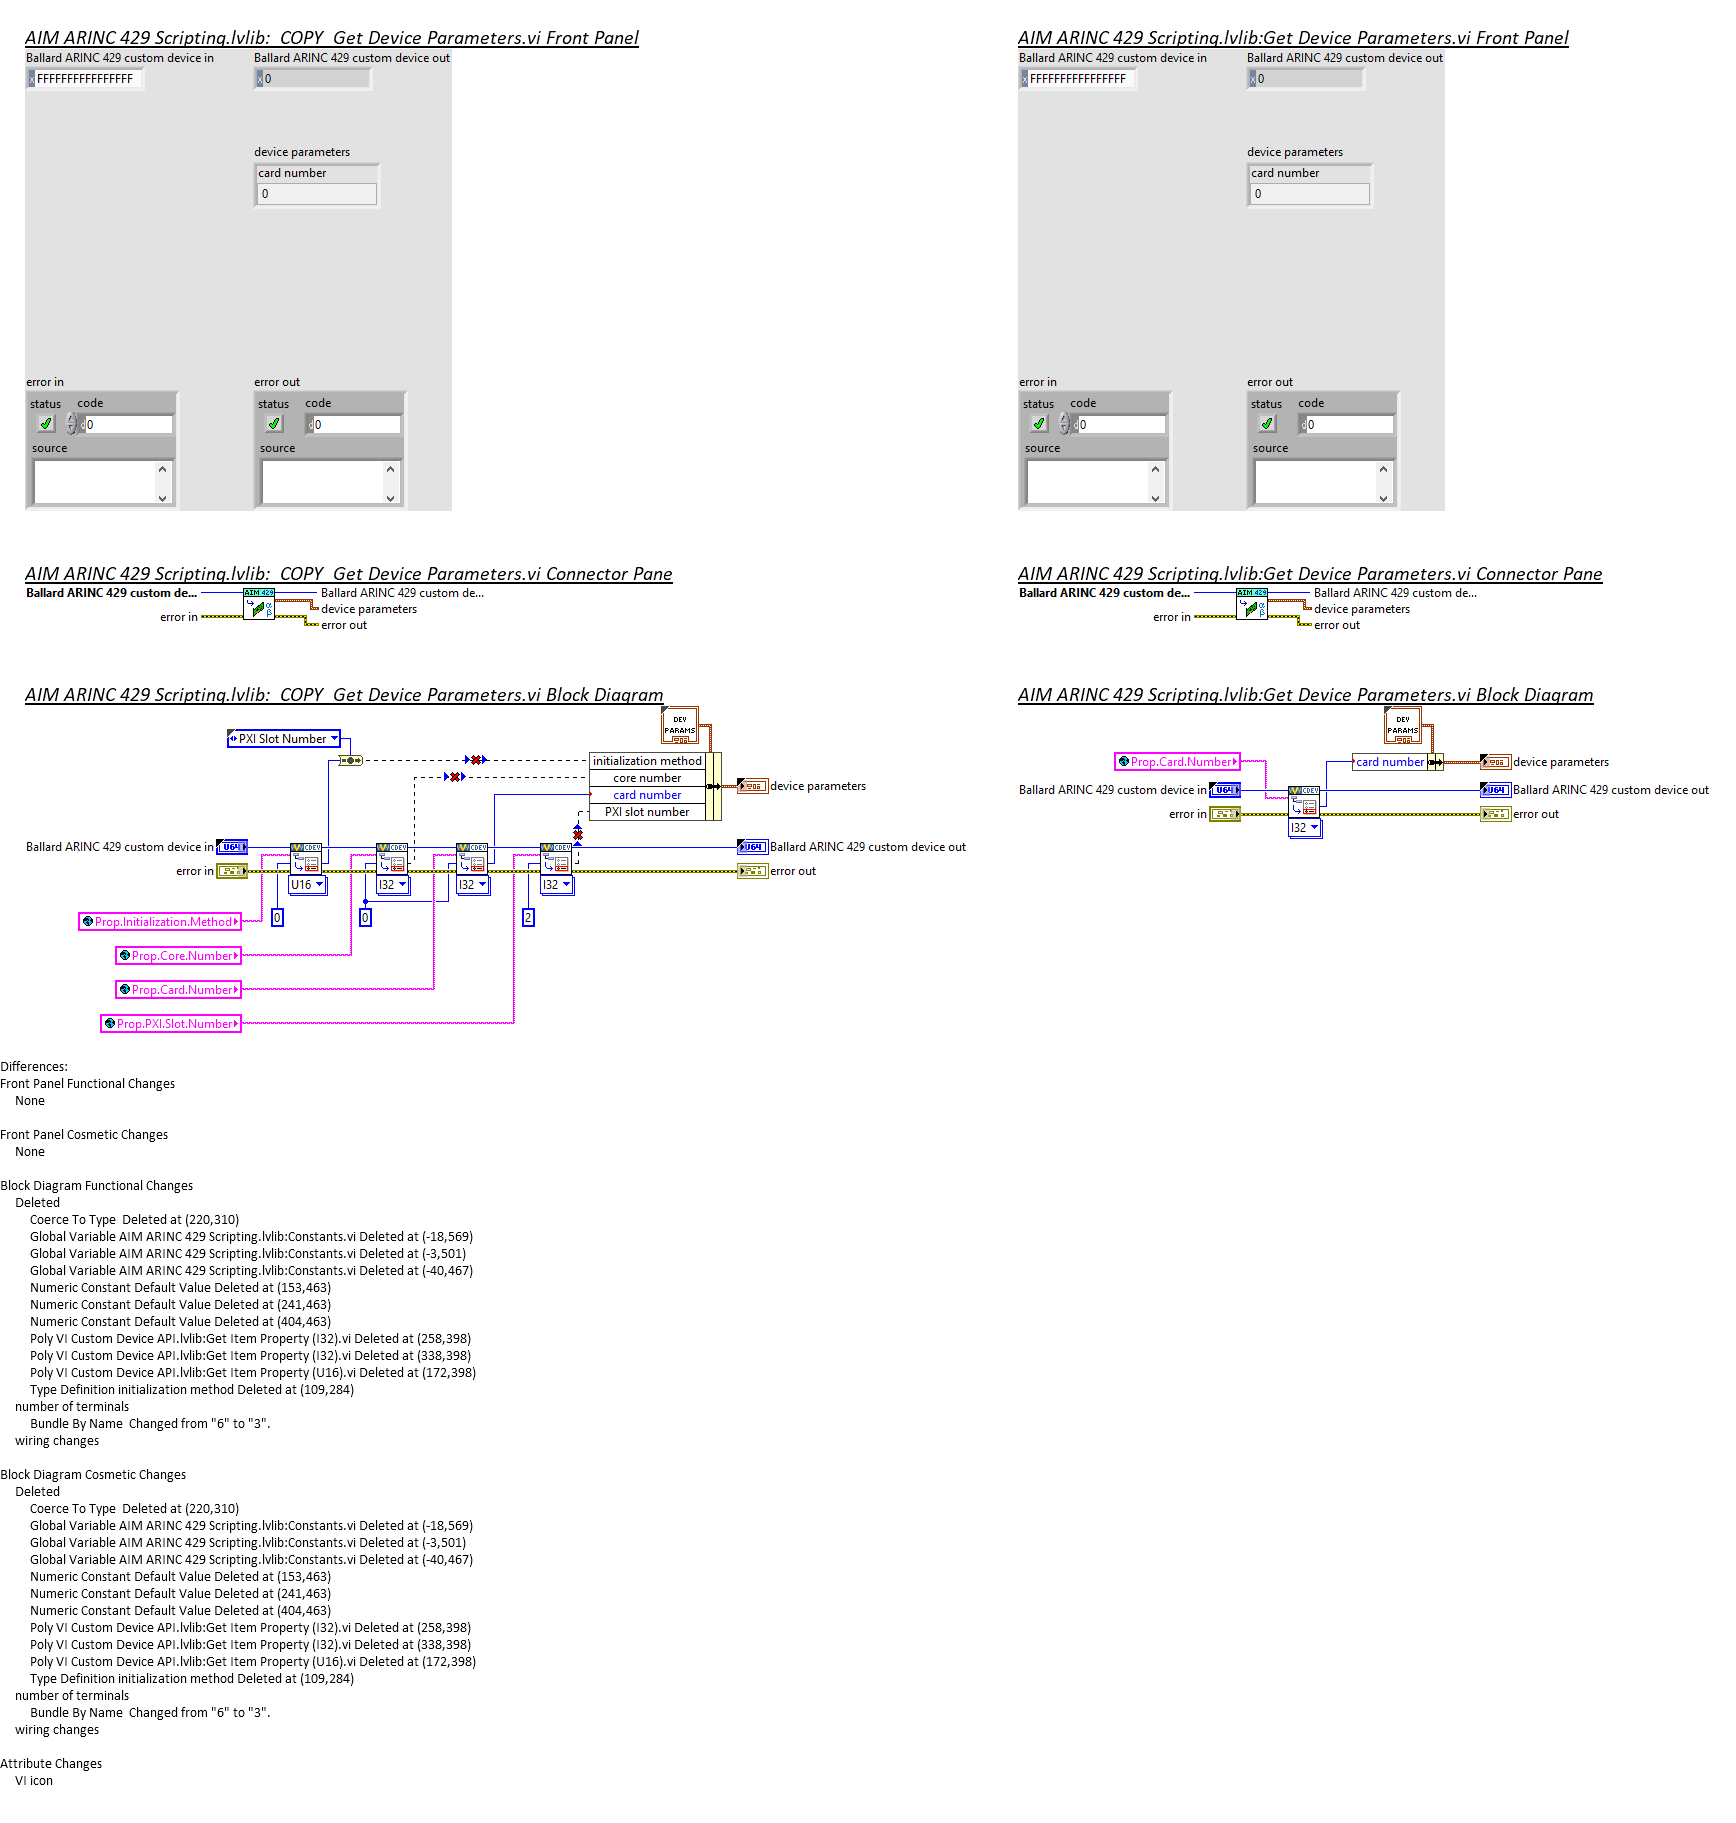 AIM ARINC 429 Scripting.lvlib:  COPY  Get Device Parameters.vi Front Panel
Ballard ARINC 429 custom device in
Ballard ARINC 429 custom device out
x FFFFFFFFFFFFFFFF
x 0
device parameters
card number
0
error in
error out
status
code
status
code
d 0
d 0
source
source
AIM ARINC 429 Scripting.lvlib:Get Device Parameters.vi Front Panel
Ballard ARINC 429 custom device in
Ballard ARINC 429 custom device out
x FFFFFFFFFFFFFFFF
x 0
device parameters
card number
0
error in
error out
status
code
status
code
d 0
d 0
source
source
AIM ARINC 429 Scripting.lvlib:  COPY  Get Device Parameters.vi Connector Pane
Ballard ARINC 429 custom de...
AIM 429
Ballard ARINC 429 custom de...
device parameters
error in
error out
AIM ARINC 429 Scripting.lvlib:Get Device Parameters.vi Connector Pane
Ballard ARINC 429 custom de...
AIM 429
Ballard ARINC 429 custom de...
device parameters
error in
error out
AIM ARINC 429 Scripting.lvlib:  COPY  Get Device Parameters.vi Block Diagram
DEV
PARAMS
PXI Slot Number
initialization method
core number
card number
PXI slot number
device parameters
Ballard ARINC 429 custom device in
U64
CDEV
CDEV
CDEV
CDEV
U64
Ballard ARINC 429 custom device out
error in
error out
U16
I32
I32
I32
0
0
2
Prop.Initialization.Method
Prop.Core.Number
Prop.Card.Number
Prop.PXI.Slot.Number
AIM ARINC 429 Scripting.lvlib:Get Device Parameters.vi Block Diagram
DEV
PARAMS
Prop.Card.Number
card number
device parameters
Ballard ARINC 429 custom device in
U64
CDEV
U64
Ballard ARINC 429 custom device out
error in
error out
I32
Differences:
Front Panel Functional Changes
None
Front Panel Cosmetic Changes
None
Block Diagram Functional Changes
Deleted
Coerce To Type  Deleted at (220,310)
Global Variable AIM ARINC 429 Scripting.lvlib:Constants.vi Deleted at (-18,569)
Global Variable AIM ARINC 429 Scripting.lvlib:Constants.vi Deleted at (-3,501)
Global Variable AIM ARINC 429 Scripting.lvlib:Constants.vi Deleted at (-40,467)
Numeric Constant Default Value Deleted at (153,463)
Numeric Constant Default Value Deleted at (241,463)
Numeric Constant Default Value Deleted at (404,463)
Poly VI Custom Device API.lvlib:Get Item Property (I32).vi Deleted at (258,398)
Poly VI Custom Device API.lvlib:Get Item Property (I32).vi Deleted at (338,398)
Poly VI Custom Device API.lvlib:Get Item Property (U16).vi Deleted at (172,398)
Type Definition initialization method Deleted at (109,284)
number of terminals
Bundle By Name  Changed from "6" to "3".
wiring changes
Block Diagram Cosmetic Changes
Deleted
Coerce To Type  Deleted at (220,310)
Global Variable AIM ARINC 429 Scripting.lvlib:Constants.vi Deleted at (-18,569)
Global Variable AIM ARINC 429 Scripting.lvlib:Constants.vi Deleted at (-3,501)
Global Variable AIM ARINC 429 Scripting.lvlib:Constants.vi Deleted at (-40,467)
Numeric Constant Default Value Deleted at (153,463)
Numeric Constant Default Value Deleted at (241,463)
Numeric Constant Default Value Deleted at (404,463)
Poly VI Custom Device API.lvlib:Get Item Property (I32).vi Deleted at (258,398)
Poly VI Custom Device API.lvlib:Get Item Property (I32).vi Deleted at (338,398)
Poly VI Custom Device API.lvlib:Get Item Property (U16).vi Deleted at (172,398)
Type Definition initialization method Deleted at (109,284)
number of terminals
Bundle By Name  Changed from "6" to "3".
wiring changes
Attribute Changes
VI icon